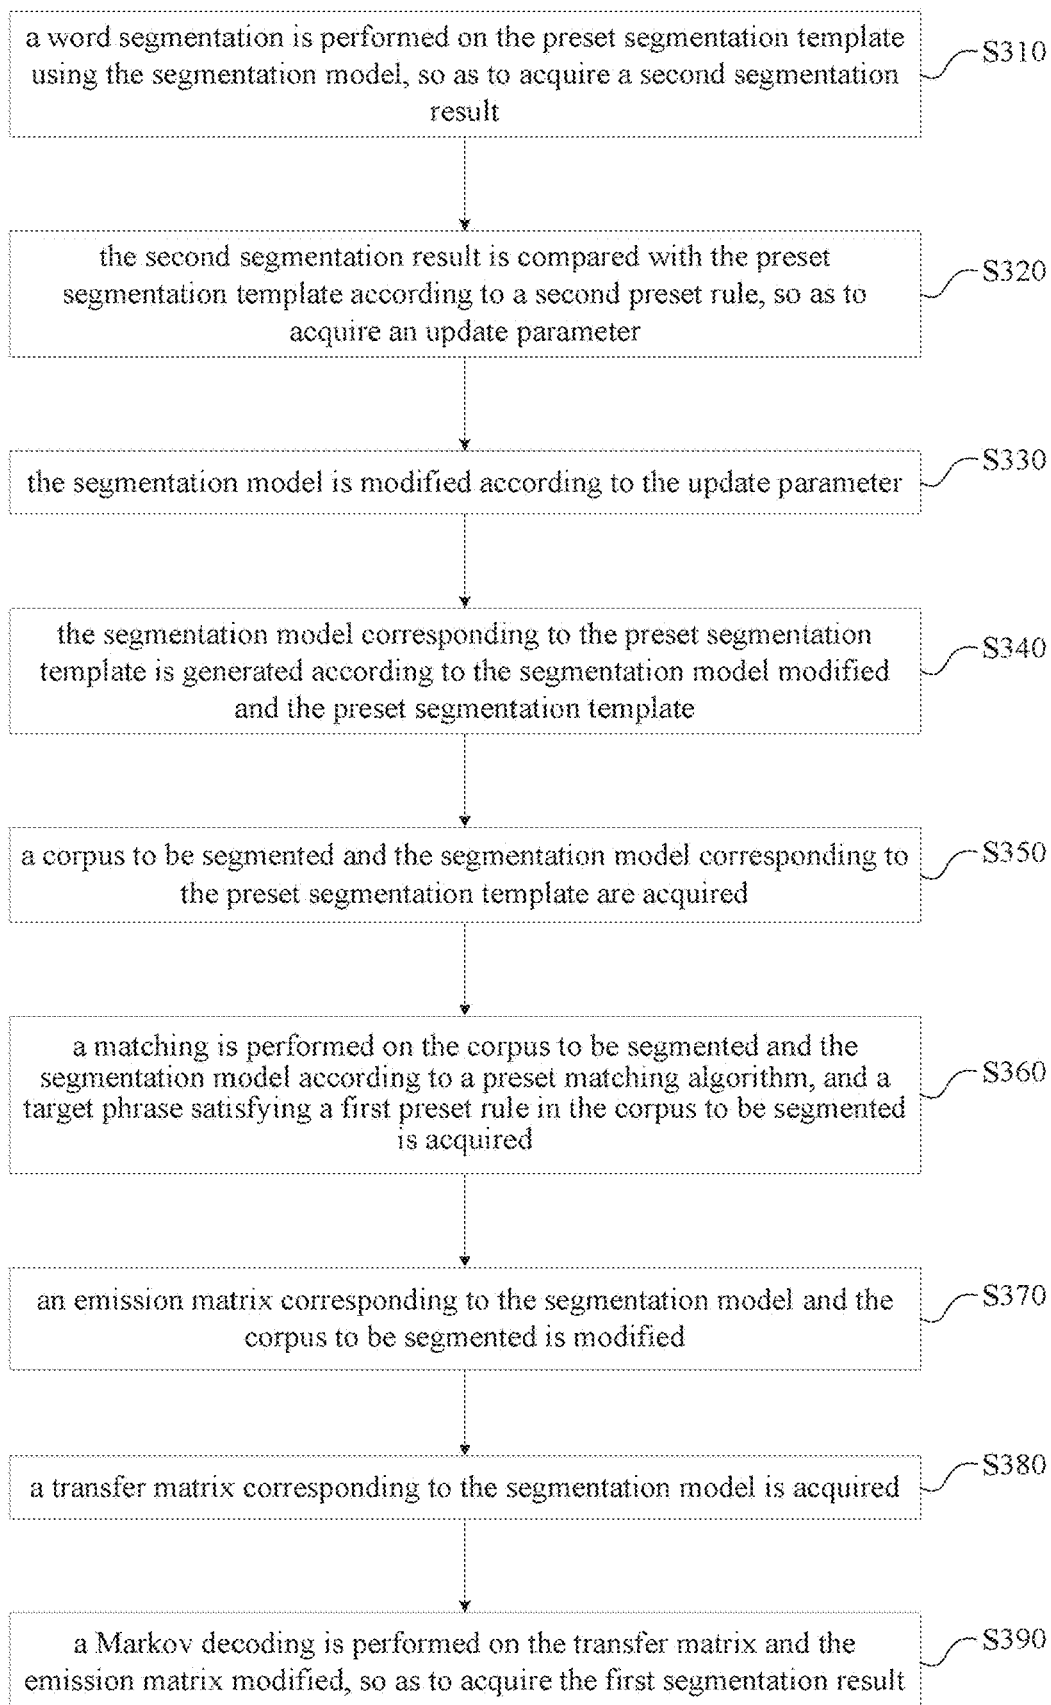 a word segmentation is performed on the preset segmentation template
using the segmentation model, so as to acquire a second segmentation
result
S310
the second segmentation result is compared with the preset
segmentation template according to a second preset rule, so as to
acquire an update parameter
S320
the segmentation model is modified according to the update parameter
S330
the segmentation model corresponding to the preset segmentation
template is generated according to the segmentation model modified
and the preset segmentation template
S340
a corpus to be segmented and the segmentation model corresponding to
the preset segmentation template are acquired
S350
a matching is performed on the corpus to be segmented and the
segmentation model according to a preset matching algorithm, and a
target phrase satisfying a first preset rule in the corpus to be segmented
is acquired
S360
an emission matrix corresponding to the segmentation model and the
corpus to be segmented is modified
S370
a transfer matrix corresponding to the segmentation model is acquired
S380
a Markov decoding is performed on the transfer matrix and the
emission matrix modified, so as to acquire the first segmentation result
S390